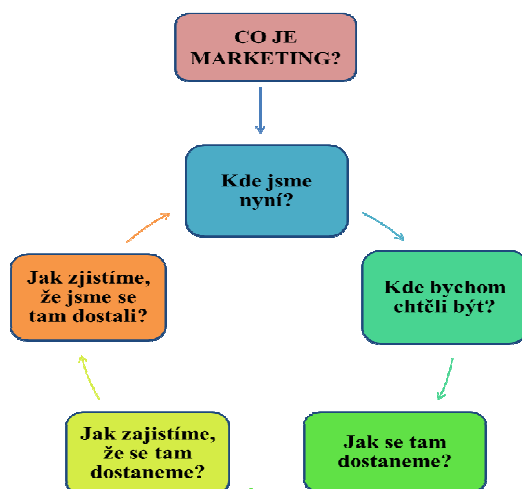 CO JE
MARKETING?
Kde jsme
nyní?
Kde bychom
chtěli být?
Jak se tam
dostaneme?
Jak zajistíme,
že se tam
dostaneme?
Jak zjistíme,
že jsme se
tam dostali?